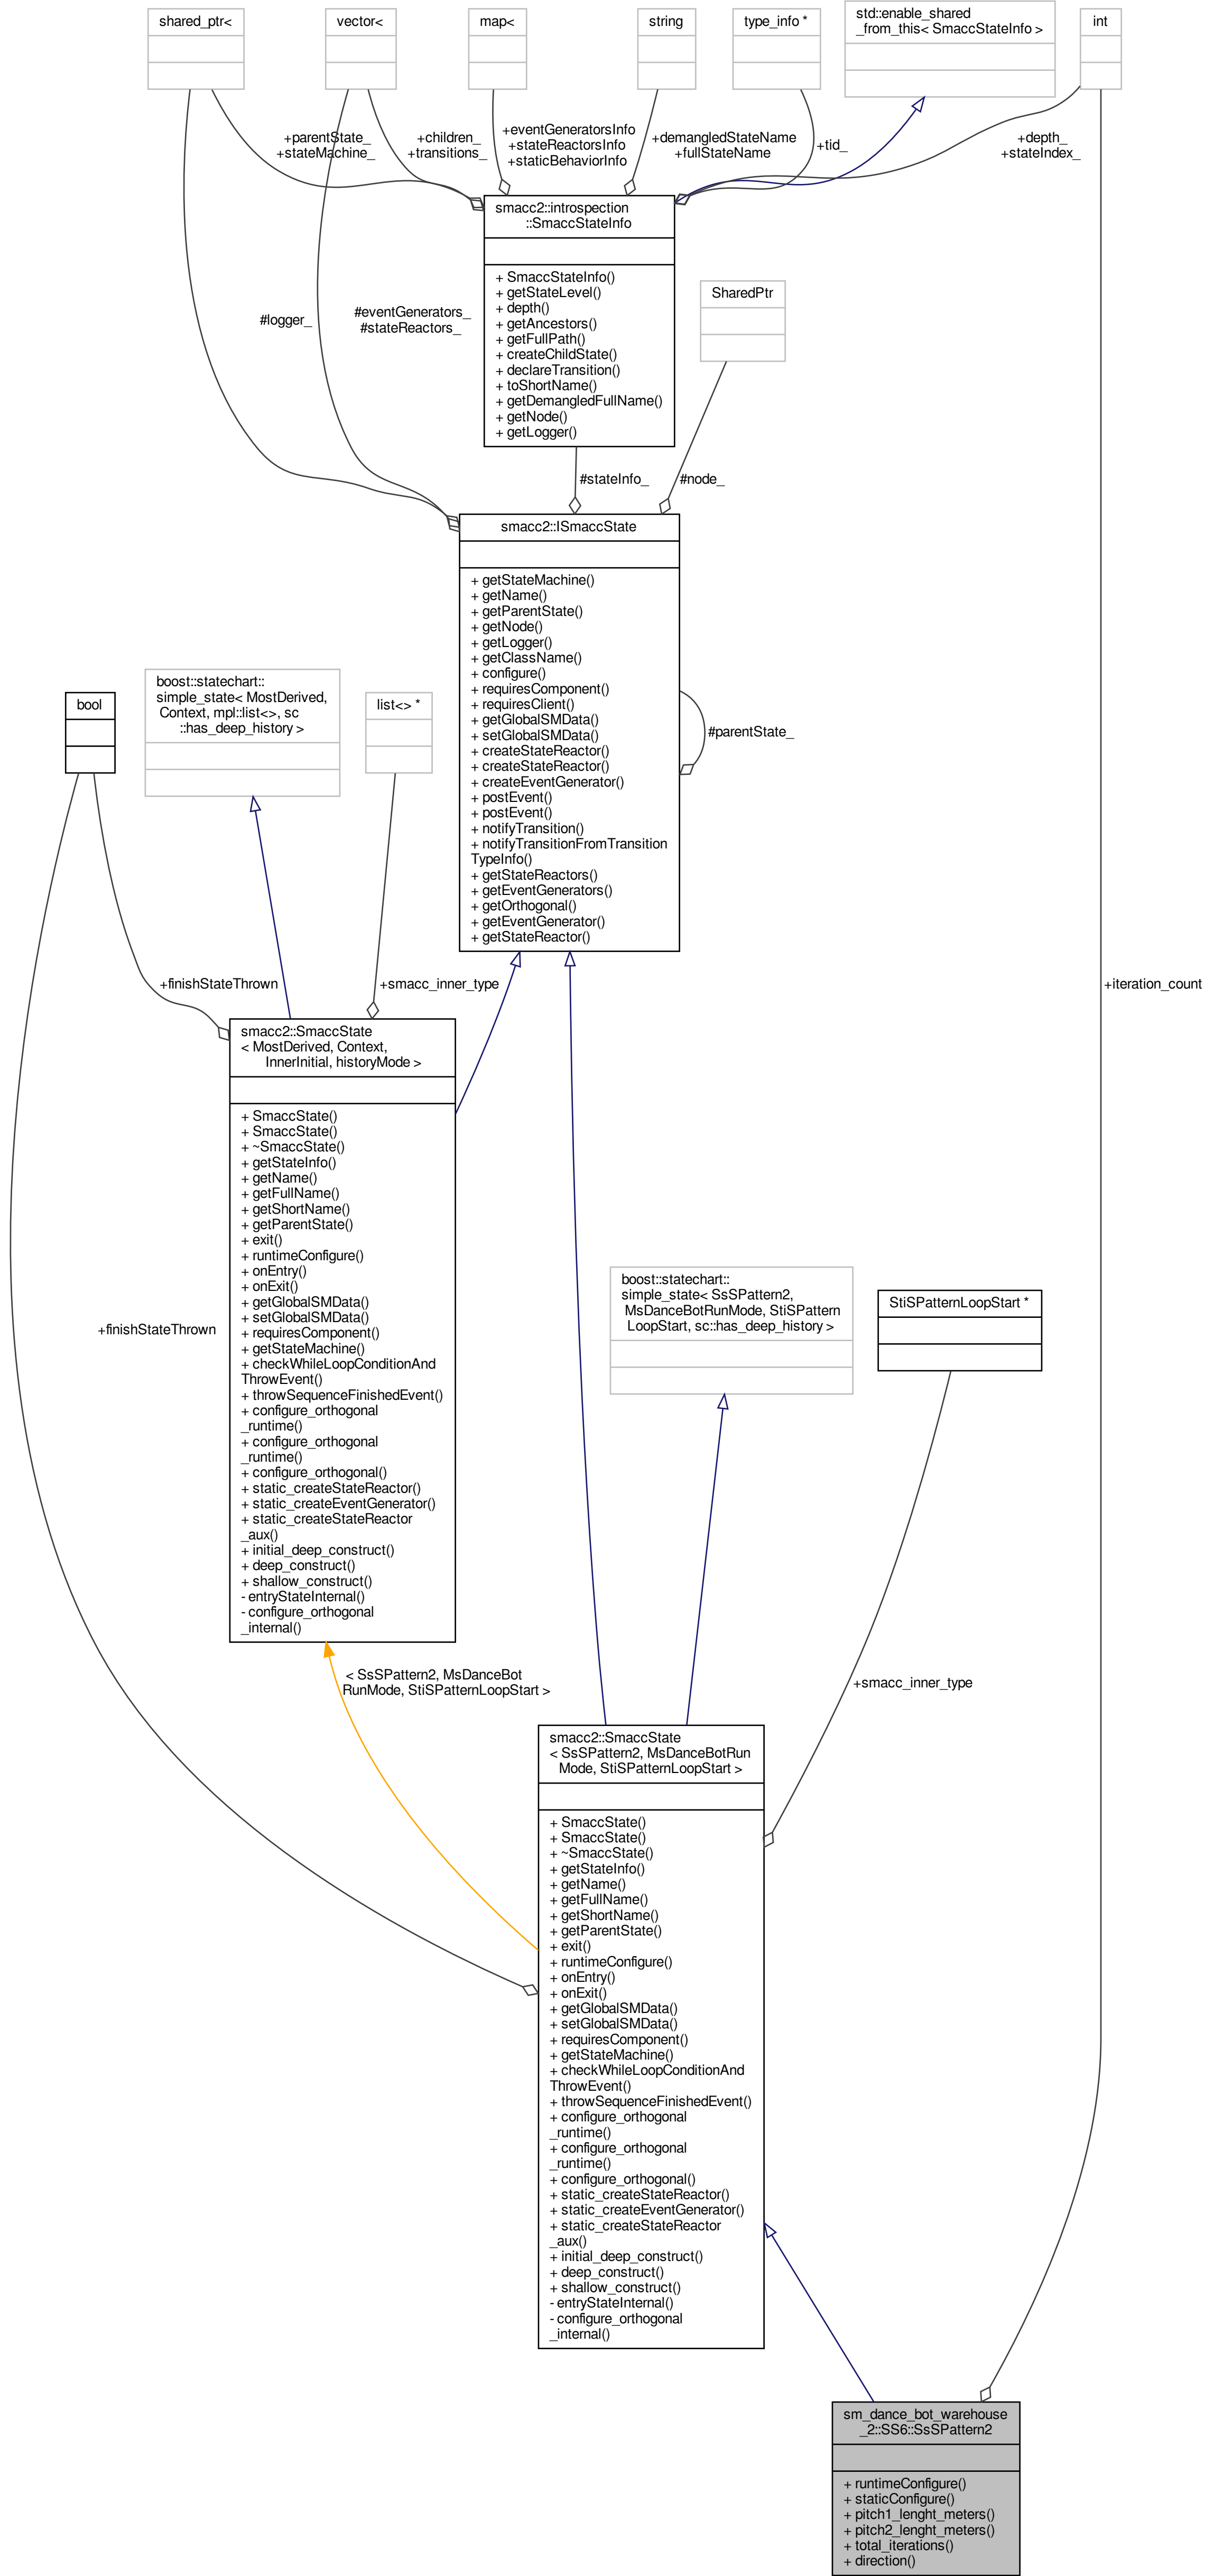 shared_ptr<
vector<
map<
string
type_info *
std::enable_shared
_from_this< SmaccStateInfo >
int
+parentState_
+stateMachine_
+children_
+transitions_
+eventGeneratorsInfo
+stateReactorsInfo
+staticBehaviorInfo
+demangledStateName
+fullStateName
+tid_
+depth_
+stateIndex_
smacc2::introspection
::SmaccStateInfo
+ SmaccStateInfo()
+ getStateLevel()
+ depth()
+ getAncestors()
+ getFullPath()
+ createChildState()
+ declareTransition()
+ toShortName()
+ getDemangledFullName()
+ getNode()
+ getLogger()
SharedPtr
#logger_
#eventGenerators_
#stateReactors_
#stateInfo_
#node_
smacc2::ISmaccState
+ getStateMachine()
+ getName()
+ getParentState()
+ getNode()
+ getLogger()
+ getClassName()
+ configure()
+ requiresComponent()
+ requiresClient()
+ getGlobalSMData()
+ setGlobalSMData()
+ createStateReactor()
+ createStateReactor()
+ createEventGenerator()
+ postEvent()
+ postEvent()
+ notifyTransition()
+ notifyTransitionFromTransition
TypeInfo()
+ getStateReactors()
+ getEventGenerators()
+ getOrthogonal()
+ getEventGenerator()
+ getStateReactor()
#parentState_
bool
boost::statechart::
simple_state< MostDerived,
Context, mpl::list<>, sc
::has_deep_history >
list<> *
+finishStateThrown
+smacc_inner_type
+iteration_count
smacc2::SmaccState
< MostDerived, Context,
InnerInitial, historyMode >
+ SmaccState()
+ SmaccState()
+ ~SmaccState()
+ getStateInfo()
+ getName()
+ getFullName()
+ getShortName()
+ getParentState()
+ exit()
+ runtimeConfigure()
+ onEntry()
+ onExit()
+ getGlobalSMData()
+ setGlobalSMData()
+ requiresComponent()
+ getStateMachine()
+ checkWhileLoopConditionAnd
ThrowEvent()
+ throwSequenceFinishedEvent()
+ configure_orthogonal
_runtime()
+ configure_orthogonal
_runtime()
+ configure_orthogonal()
+ static_createStateReactor()
+ static_createEventGenerator()
+ static_createStateReactor
_aux()
+ initial_deep_construct()
+ deep_construct()
+ shallow_construct()
- entryStateInternal()
- configure_orthogonal
_internal()
+finishStateThrown
boost::statechart::
simple_state< SsSPattern2,
MsDanceBotRunMode, StiSPattern
LoopStart, sc::has_deep_history >
StiSPatternLoopStart *
< SsSPattern2, MsDanceBot
RunMode, StiSPatternLoopStart >
+smacc_inner_type
smacc2::SmaccState
< SsSPattern2, MsDanceBotRun
Mode, StiSPatternLoopStart >
+ SmaccState()
+ SmaccState()
+ ~SmaccState()
+ getStateInfo()
+ getName()
+ getFullName()
+ getShortName()
+ getParentState()
+ exit()
+ runtimeConfigure()
+ onEntry()
+ onExit()
+ getGlobalSMData()
+ setGlobalSMData()
+ requiresComponent()
+ getStateMachine()
+ checkWhileLoopConditionAnd
ThrowEvent()
+ throwSequenceFinishedEvent()
+ configure_orthogonal
_runtime()
+ configure_orthogonal
_runtime()
+ configure_orthogonal()
+ static_createStateReactor()
+ static_createEventGenerator()
+ static_createStateReactor
_aux()
+ initial_deep_construct()
+ deep_construct()
+ shallow_construct()
- entryStateInternal()
- configure_orthogonal
_internal()
sm_dance_bot_warehouse
_2::SS6::SsSPattern2
+ runtimeConfigure()
+ staticConfigure()
+ pitch1_lenght_meters()
+ pitch2_lenght_meters()
+ total_iterations()
+ direction()